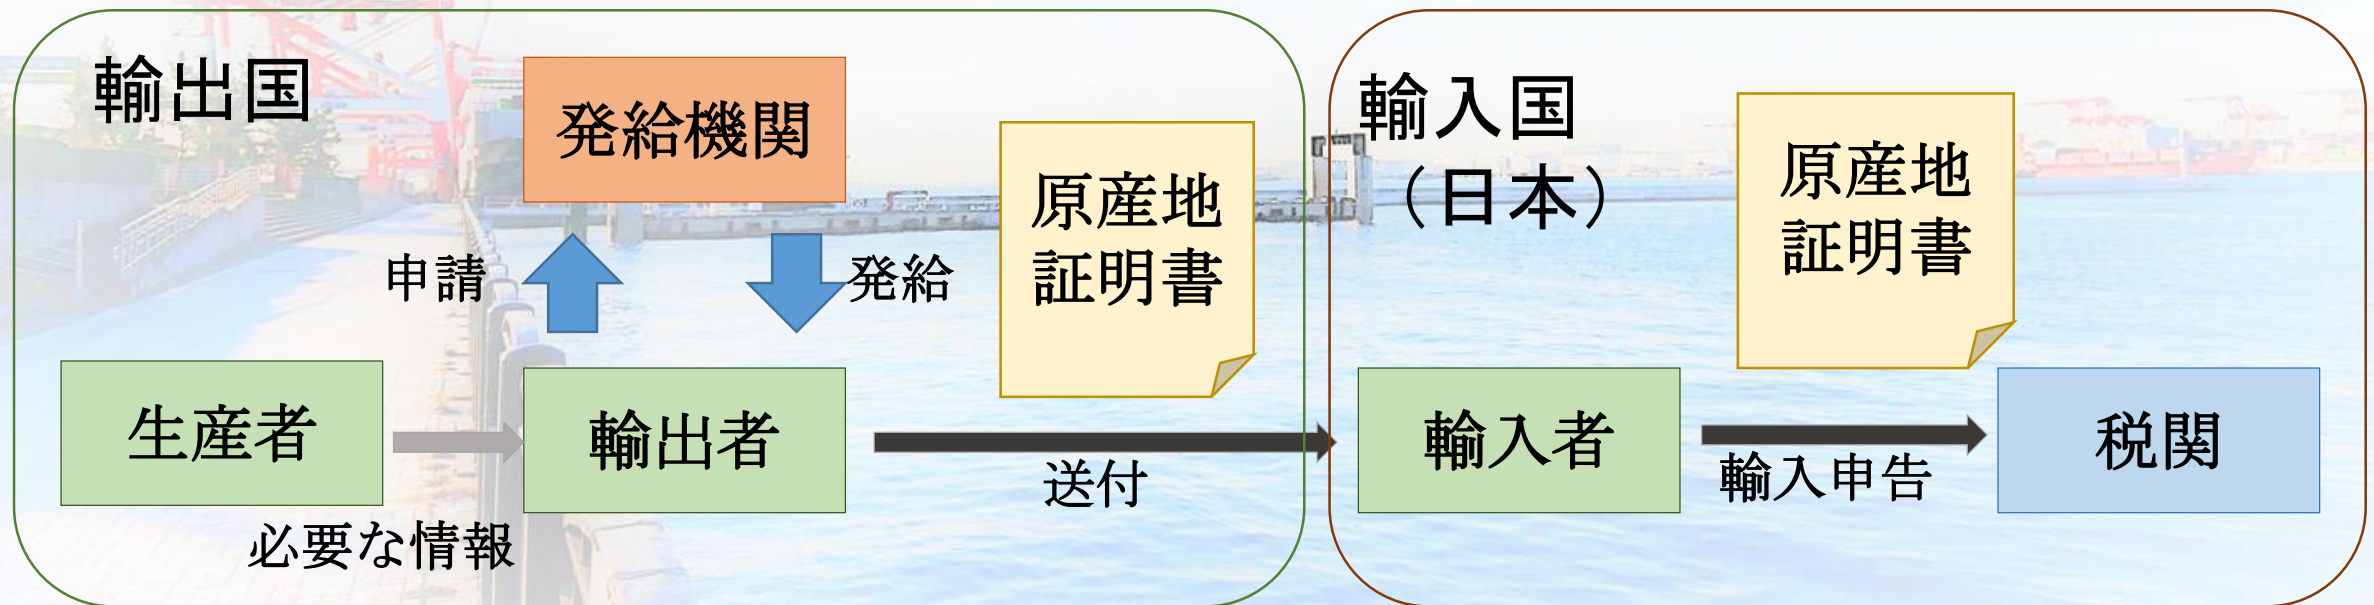 輸出国
発給機関
申請
発給
原産地
証明書
生産者
必要な情報
輸出者
送付
輸入国
（日本）
原産地
証明書
輸入者
輸入申告
税関